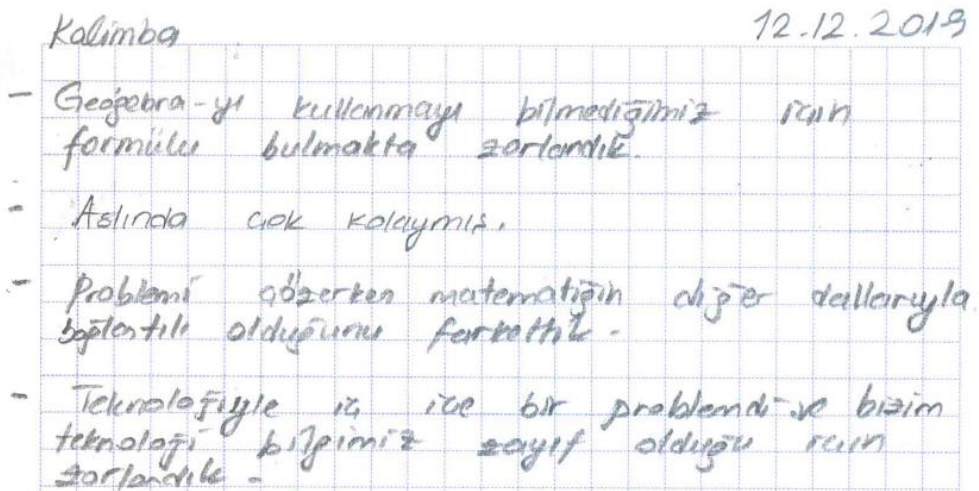 Kalimba 12.12.2019
- Geogebra-yı kullanmayı bilmediğimiz için
formülü bulmakta zorlandık.
- Aslında çok kolaymış.
- Problemi çözerken matematiğin diğer dallarıyla
bağlantılı olduğunu farkettik.
- Teknolojiyle iç içe bir problemdi ve bizim
teknoloji bilgimiz zayıf olduğu için
zorlandık.